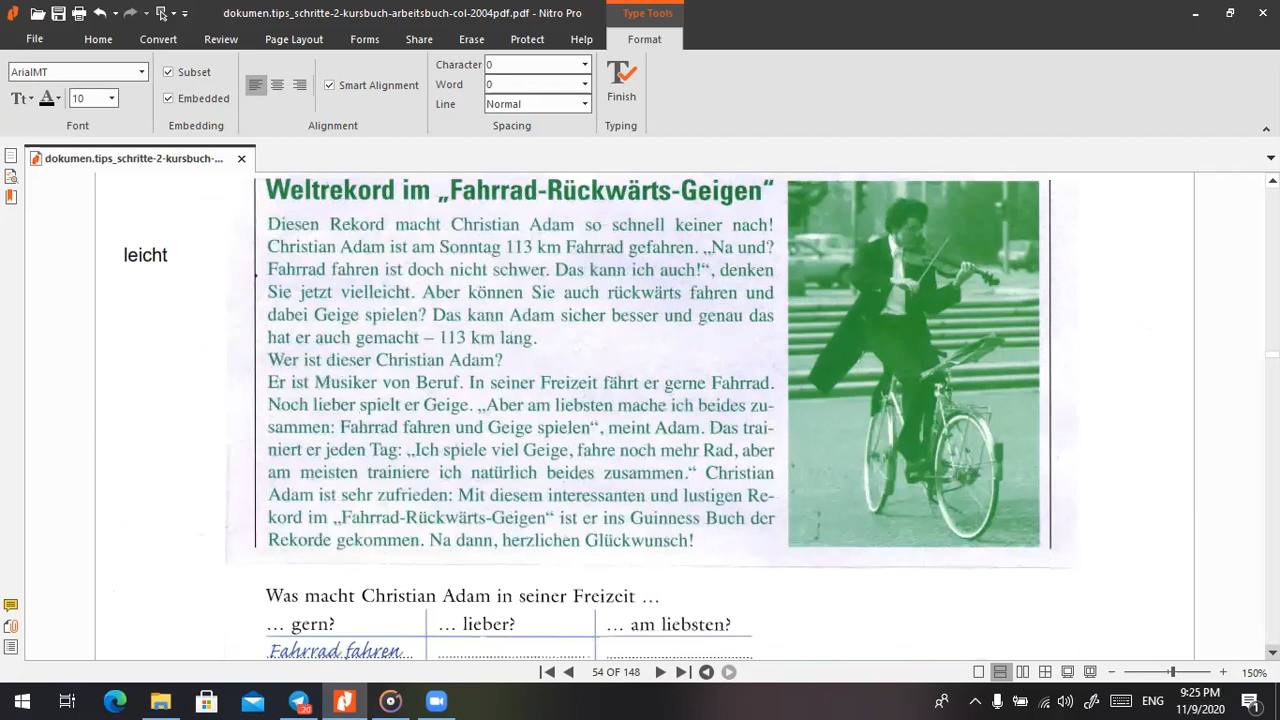 dokumen.tips_schritte-2-kursbuch-arbeitsbuch-col-2004pdf.pdf - Nitro Pro
Type Tools
File Home Convert Review Page Layout Forms Share Erase Protect Help Format
ArialMT
Subset
Character 0
Tt A 10
Embedded
Smart Alignment
Word 0
Line Normal
Finish
Font Embedding Alignment Spacing Typing
dokumen.tips_schritte-2-kursbuch-...
leicht
Weltrekord im „Fahrrad-Rückwärts-Geigen“
Diesen Rekord macht Christian Adam so schnell keiner nach!
Christian Adam ist am Sonntag 113 km Fahrrad gefahren. „Na und?
Fahrrad fahren ist doch nicht schwer. Das kann ich auch!“, denken
Sie jetzt vielleicht. Aber können Sie auch rückwärts fahren und
dabei Geige spielen? Das kann Adam sicher besser und genau das
hat er auch gemacht – 113 km lang.
Wer ist dieser Christian Adam?
Er ist Musiker von Beruf. In seiner Freizeit fährt er gerne Fahrrad.
Noch lieber spielt er Geige. „Aber am liebsten mache ich beides zu-
sammen: Fahrrad fahren und Geige spielen“, meint Adam. Das trai-
niert er jeden Tag: „Ich spiele viel Geige, fahre noch mehr Rad, aber
am meisten trainiere ich natürlich beides zusammen.“ Christian
Adam ist sehr zufrieden: Mit diesem interessanten und lustigen Re-
kord im „Fahrrad-Rückwärts-Geigen“ ist er ins Guinness Buch der
Rekorde gekommen. Na dann, herzlichen Glückwunsch!
Was macht Christian Adam in seiner Freizeit ...
... gern? ... lieber? ... am liebsten?
Fahrrad fahren
54 OF 148
150%
20
ENG
9:25 PM
11/9/2020
1